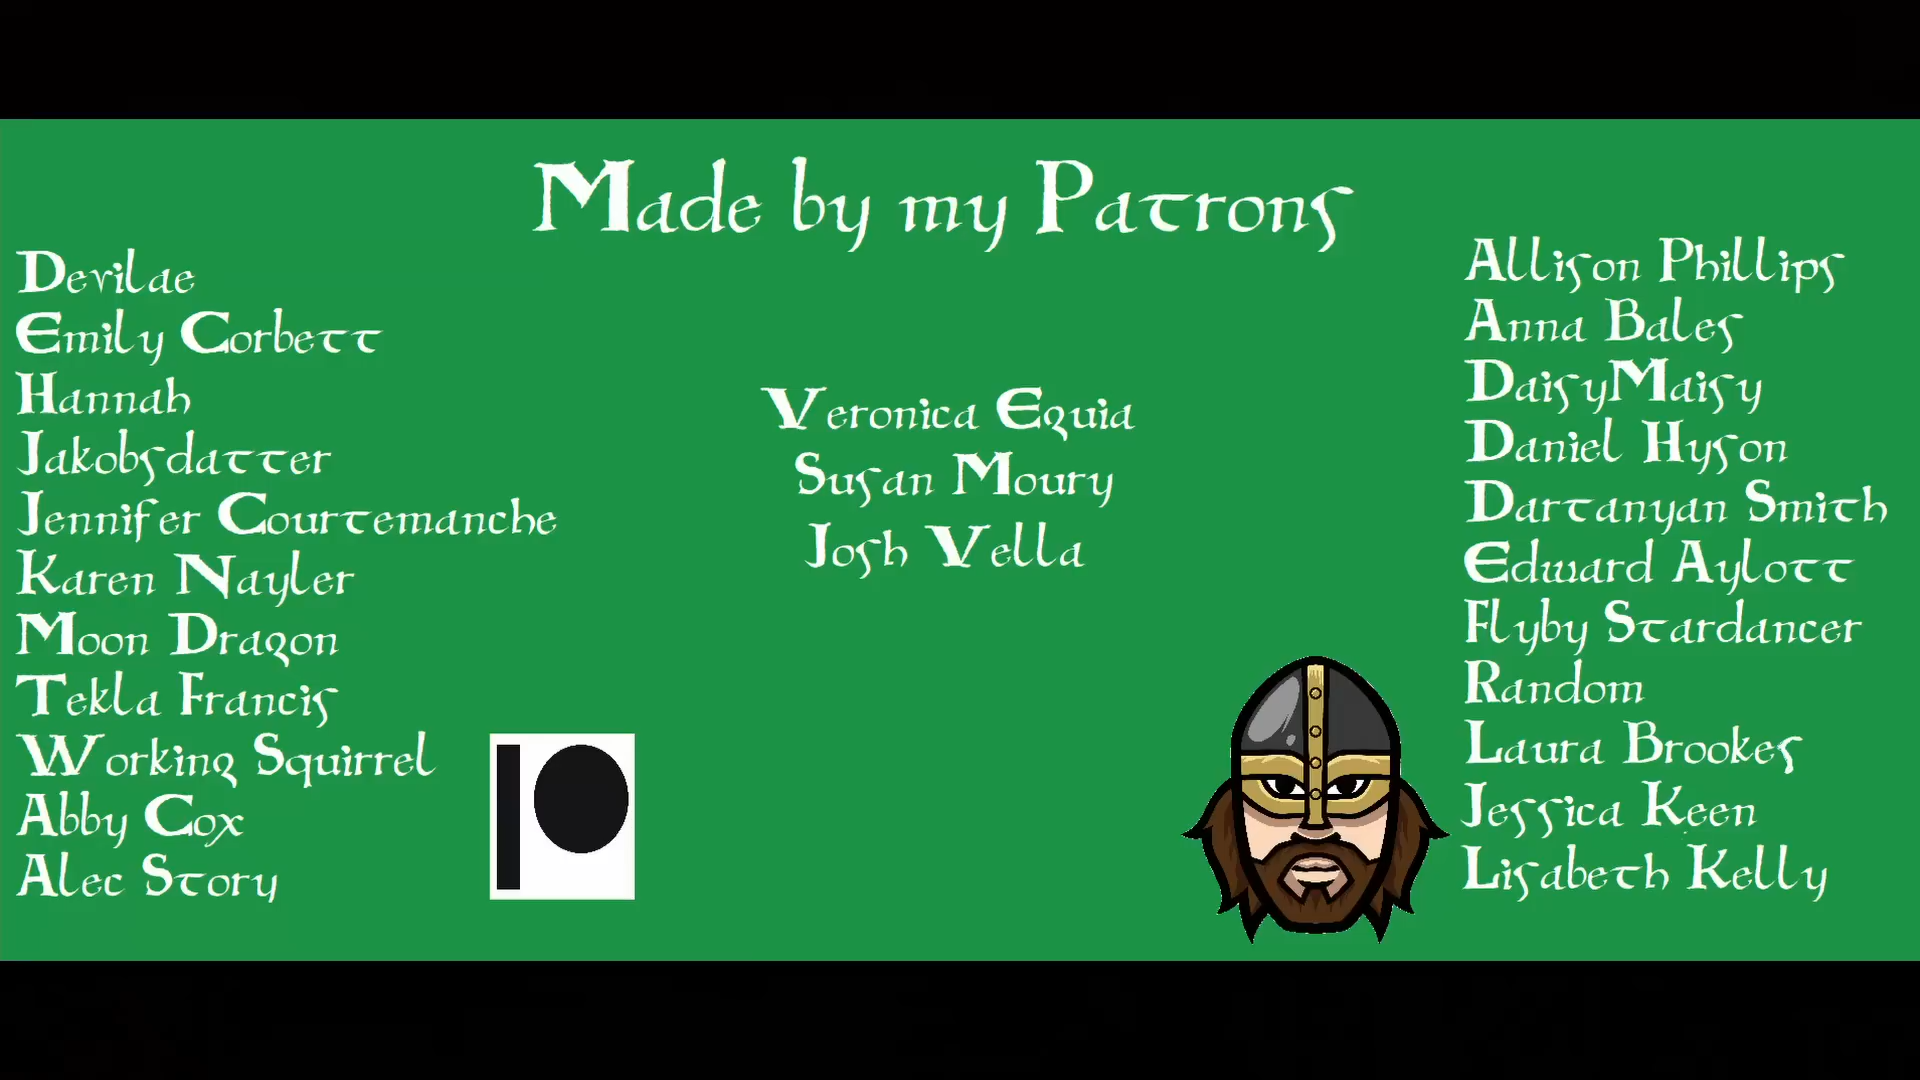 Made by my Patrons
Devilae
Emily Corbett
Hannah
Jakobsdatter
Jennifer Courtemanche
Karen Nayler
Moon Dragon
Tekla Francis
Working Squirrel
Abby Cox
Alec Story
Veronica Eguia
Susan Moury
Josh Vella
Allison Phillips
Anna Bales
DaisyMaisy
Daniel Hyson
Dartanyan Smith
Edward Aylott
Flyby Stardancer
Random
Laura Brookes
Jessica Keen
Lisabeth Kelly